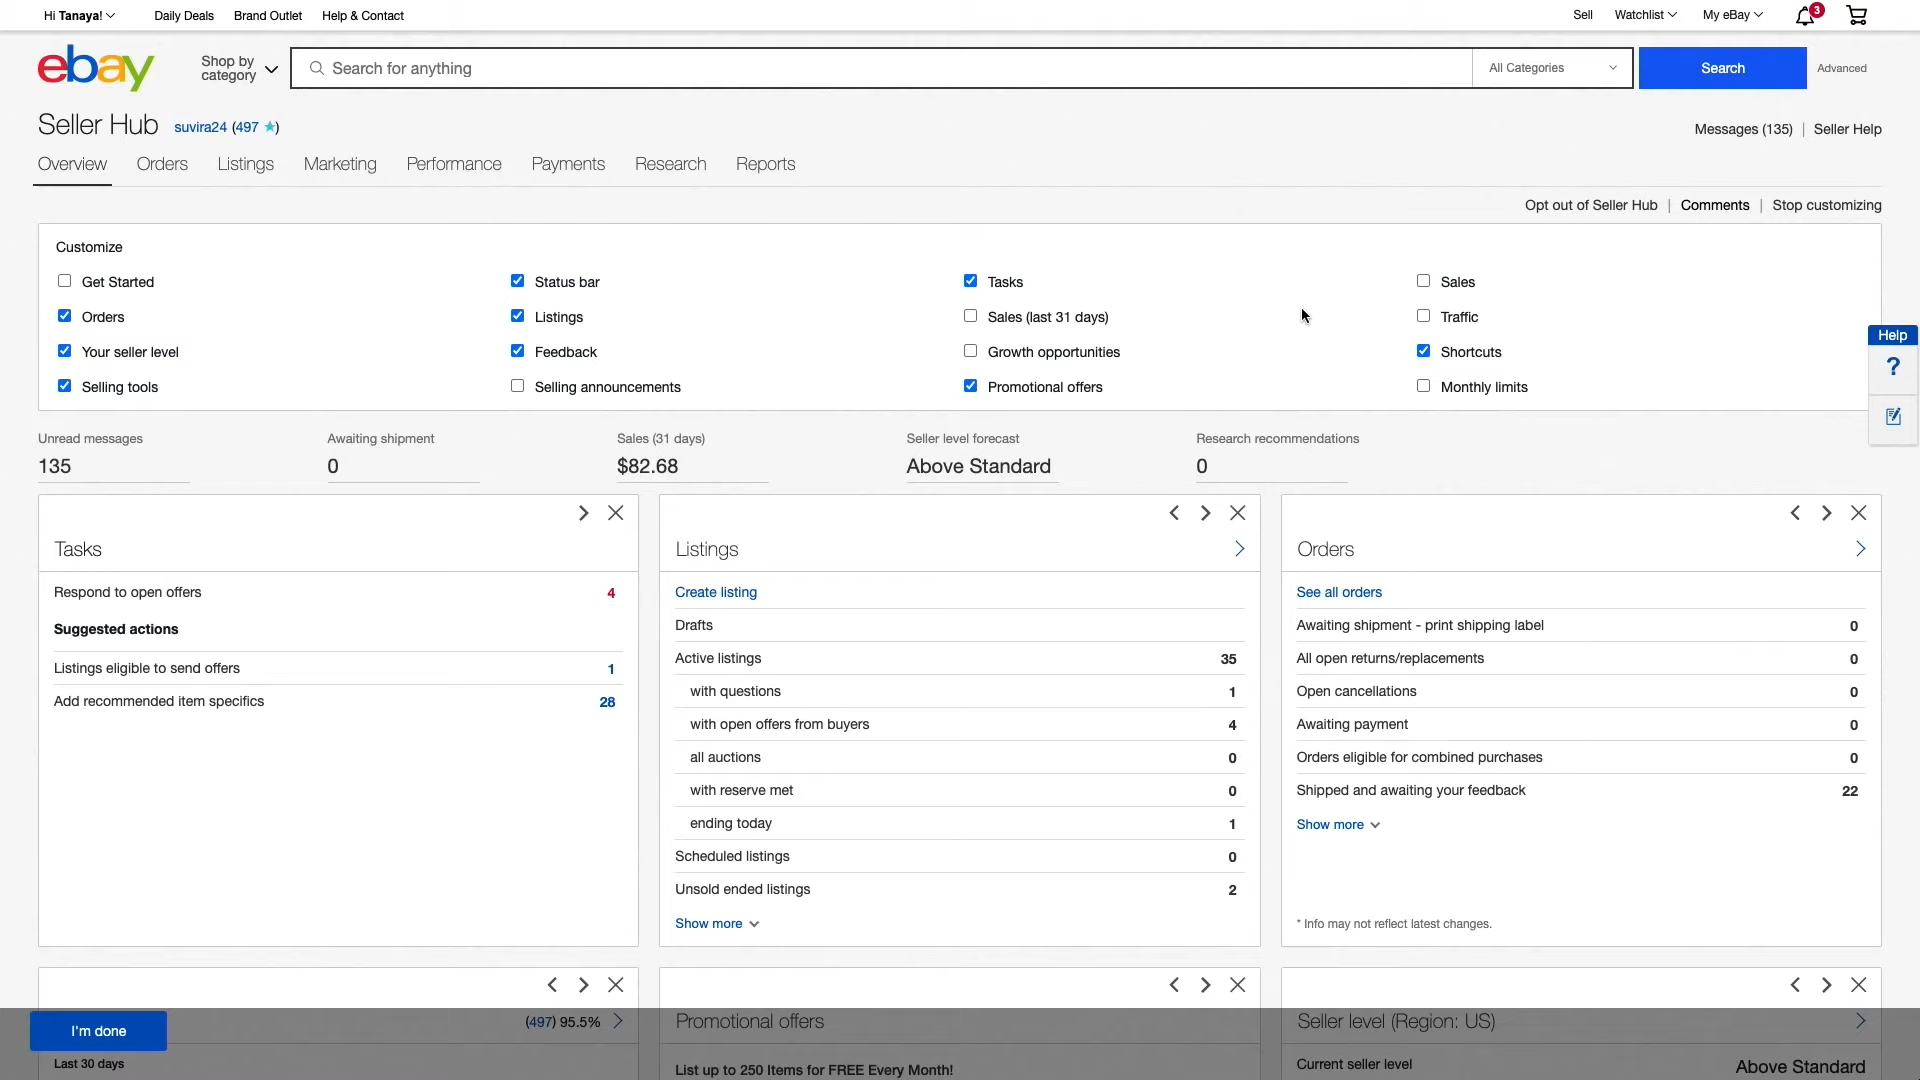 Hi Tanaya!
Daily Deals
Brand Outlet
Help & Contact
Sell
Watchlist
My eBay
3
ebay
Shop by
category
Search for anything
All Categories
Search
Advanced
Seller Hub
suvira24 (497 ★)
Messages (135) | Seller Help
Overview
Orders
Listings
Marketing
Performance
Payments
Research
Reports
Opt out of Seller Hub | Comments | Stop customizing
Customize
Get Started
Status bar
Tasks
Sales
Orders
Listings
Sales (last 31 days)
Traffic
Your seller level
Feedback
Growth opportunities
Shortcuts
Selling tools
Selling announcements
Promotional offers
Monthly limits
Help
?
Unread messages
135
Awaiting shipment
0
Sales (31 days)
$82.68
Seller level forecast
Above Standard
Research recommendations
0
Tasks
Respond to open offers 4
Suggested actions
Listings eligible to send offers 1
Add recommended item specifics 28
Listings
Create listing
Drafts
Active listings 35
with questions 1
with open offers from buyers 4
all auctions 0
with reserve met 0
ending today 1
Scheduled listings 0
Unsold ended listings 2
Show more
Orders
See all orders
Awaiting shipment - print shipping label 0
All open returns/replacements 0
Open cancellations 0
Awaiting payment 0
Orders eligible for combined purchases 0
Shipped and awaiting your feedback 22
Show more
* Info may not reflect latest changes.
I'm done
(497) 95.5%
Last 30 days
Promotional offers
List up to 250 Items for FREE Every Month!
Seller level (Region: US)
Current seller level Above Standard